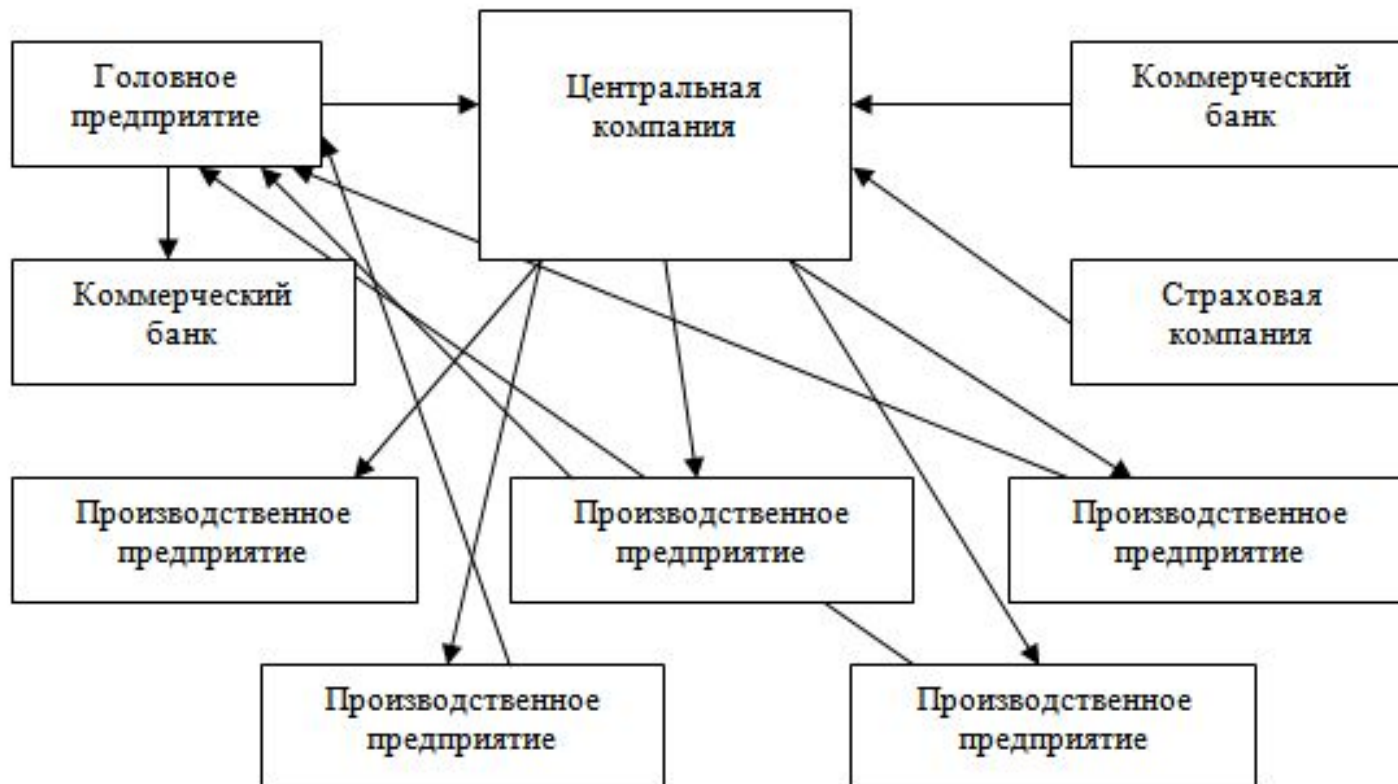 Головное
предприятие
Центральная
компания
Коммерческий
банк
Коммерческий
банк
Страховая
компания
Производственное
предприятие
Производственное
предприятие
Производственное
предприятие
Производственное
предприятие
Производственное
предприятие